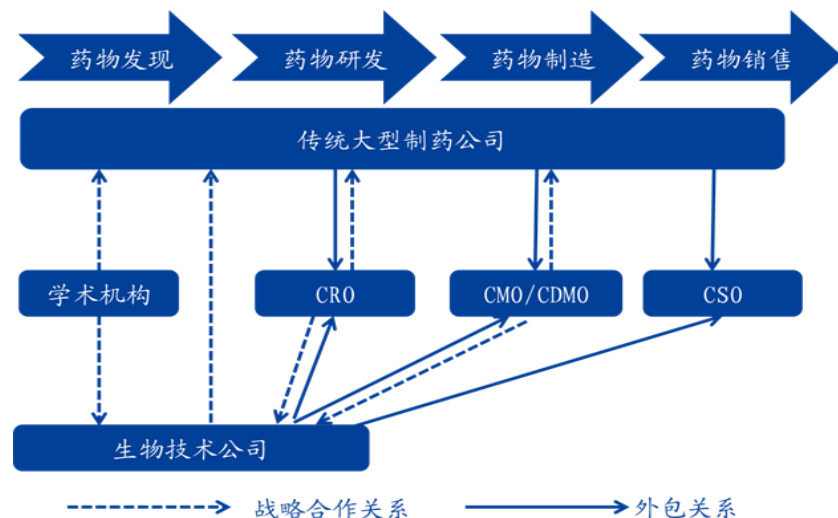 药物发现
药物研发
药物制造
药物销售
传统大型制药公司
学术机构
CRO
CMO/CDMO
CSO
生物技术公司
战略合作关系
外包关系